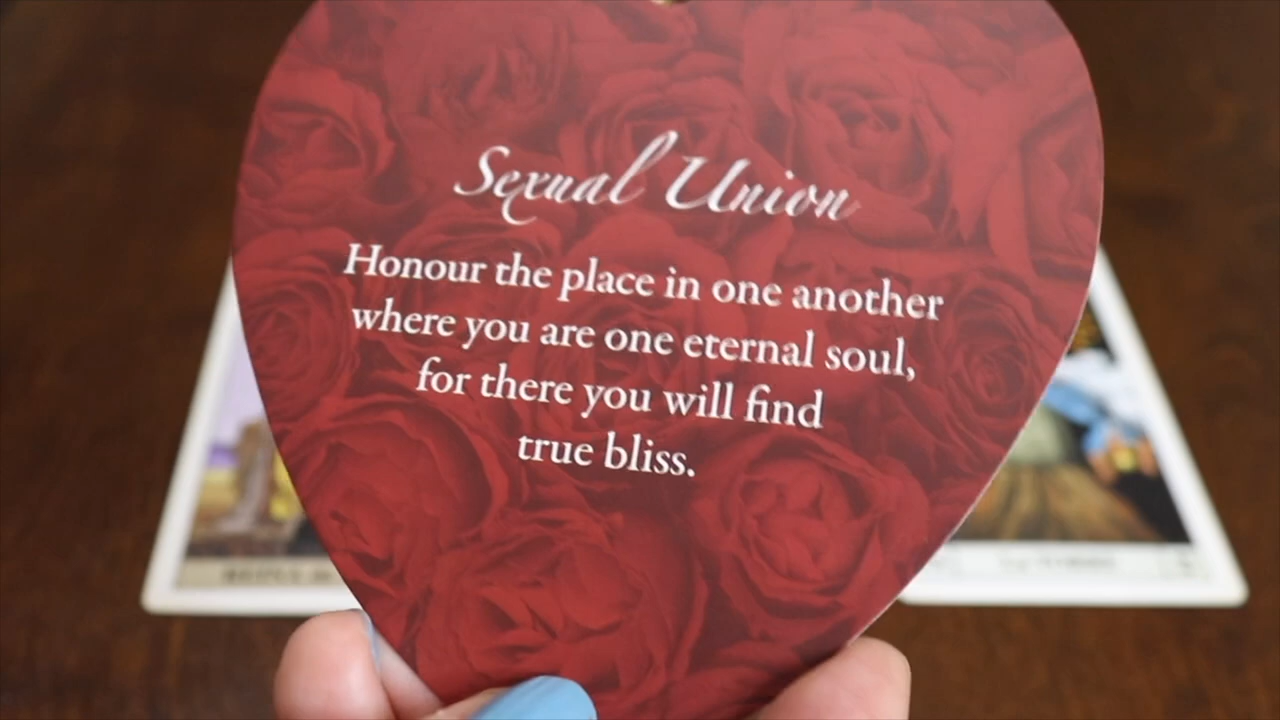 Sexual Union
Honour the place in one another
where you are one eternal soul,
for there you will find
true bliss.